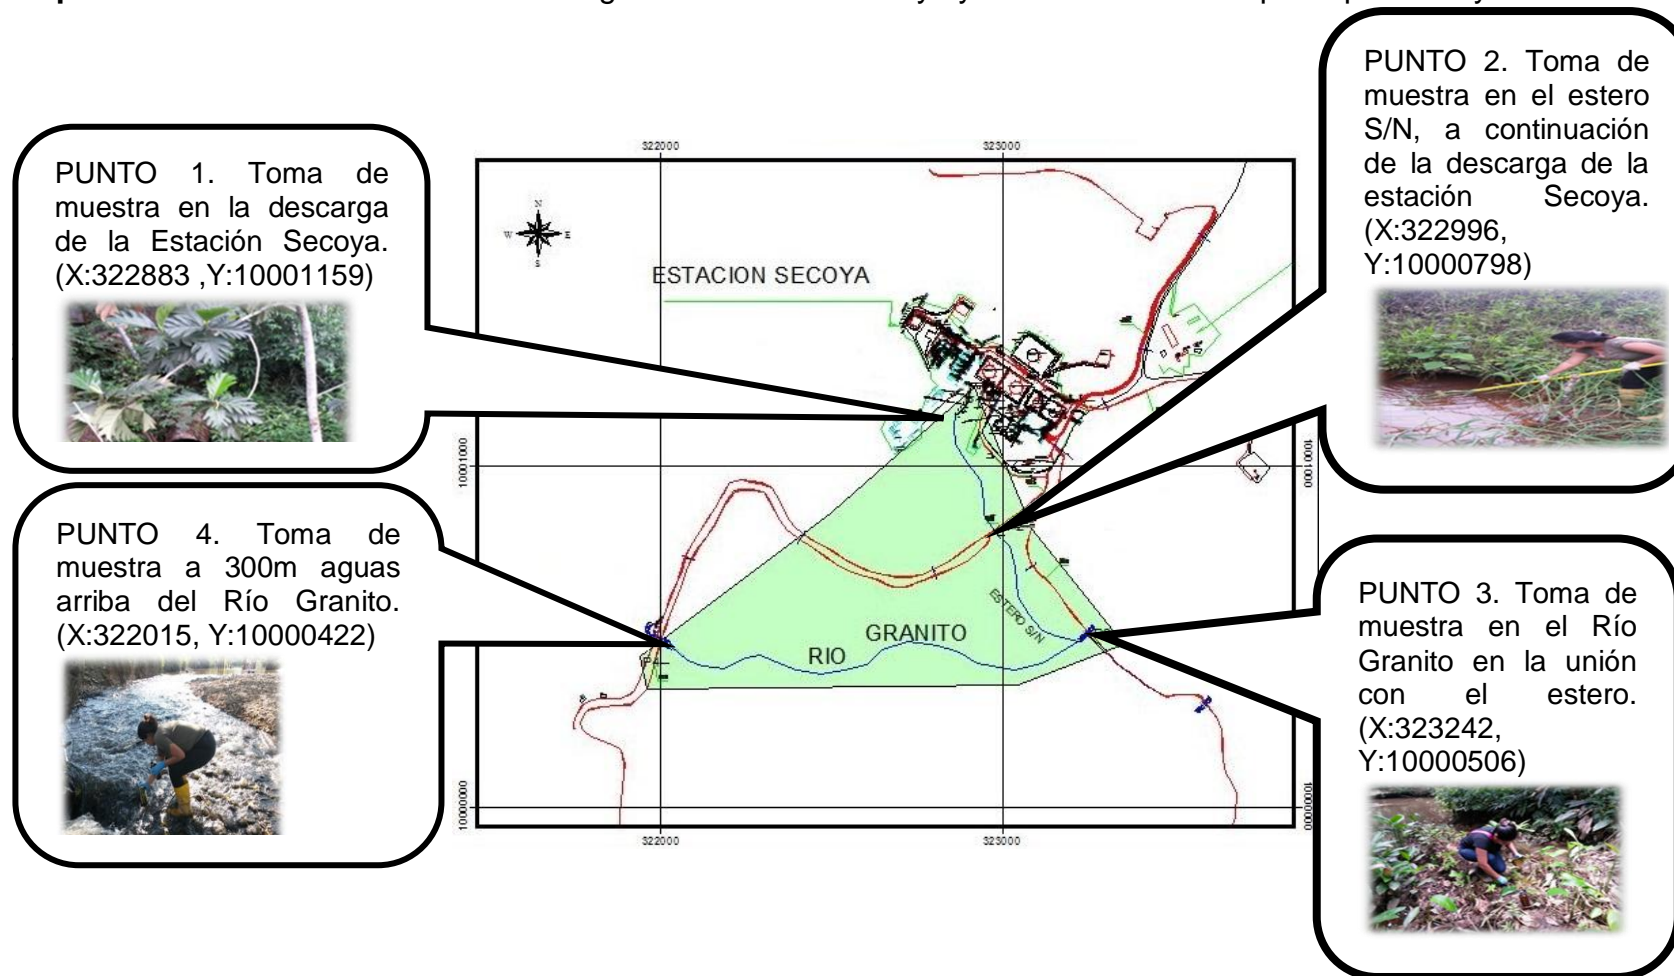 PUNTO 1. Toma de
muestra en la descarga
de la Estación Secoya.
(X:322883 ,Y:10001159)
PUNTO 2. Toma de
muestra en el estero
S/N, a continuación
de la descarga de la
estación Secoya.
(X:322996,
Y:10000798)
PUNTO 4. Toma de
muestra a 300m aguas
arriba del Río Granito.
(X:322015, Y:10000422)
PUNTO 3. Toma de
muestra en el Río
Granito en la unión
con el estero.
(X:323242,
Y:10000506)
322000
323000
N
W E
S
ESTACION SECOYA
10001000
10001000
ESTERO S/N
GRANITO
RIO
10000000
10000000
322000
323000